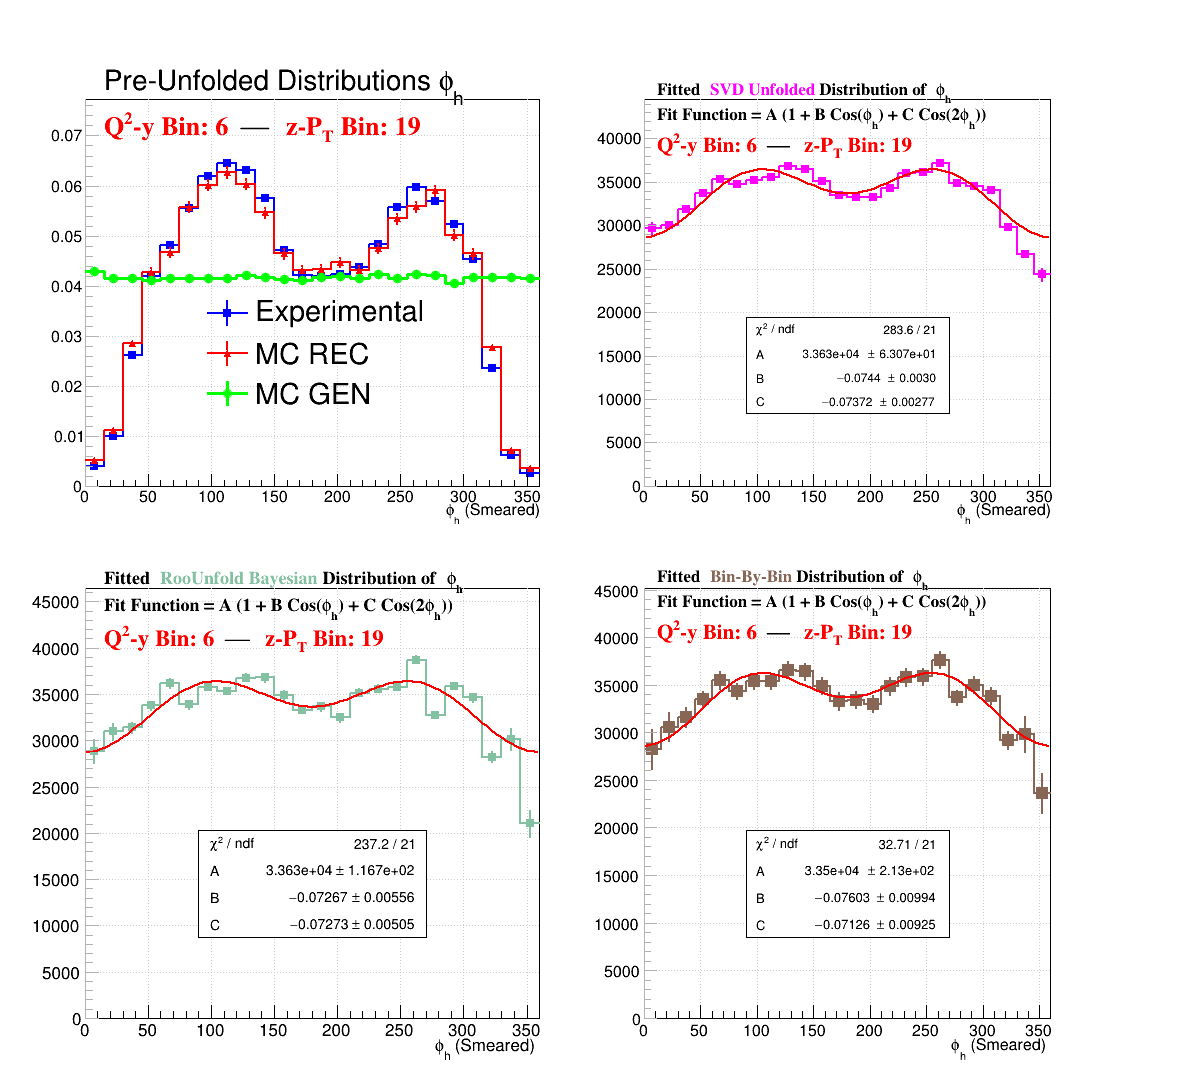 Pre-Unfolded Distributions ϕh
Q²-y Bin: 6 — z-PT Bin: 19
0.07
0.06
0.05
0.04
0.03
0.02
0.01
0
Experimental
MC REC
MC GEN
0 50 100 150 200 250 300 350
ϕh (Smeared)
Fitted SVD Unfolded Distribution of ϕh
Fit Function = A (1 + B Cos(ϕh) + C Cos(2ϕh))
Q²-y Bin: 6 — z-PT Bin: 19
40000
35000
30000
25000
20000
15000
10000
5000
0
χ² / ndf 283.6 / 21
A 3.363e+04 ± 6.307e+01
B −0.0744 ± 0.0030
C −0.07372 ± 0.00277
0 50 100 150 200 250 300 350
ϕh (Smeared)
Fitted RooUnfold Bayesian Distribution of ϕh
Fit Function = A (1 + B Cos(ϕh) + C Cos(2ϕh))
Q²-y Bin: 6 — z-PT Bin: 19
45000
40000
35000
30000
25000
20000
15000
10000
5000
0
χ² / ndf 237.2 / 21
A 3.363e+04 ± 1.167e+02
B −0.07267 ± 0.00556
C −0.07273 ± 0.00505
0 50 100 150 200 250 300 350
ϕh (Smeared)
Fitted Bin-By-Bin Distribution of ϕh
Fit Function = A (1 + B Cos(ϕh) + C Cos(2ϕh))
Q²-y Bin: 6 — z-PT Bin: 19
45000
40000
35000
30000
25000
20000
15000
10000
5000
0
χ² / ndf 32.71 / 21
A 3.35e+04 ± 2.13e+02
B −0.07603 ± 0.00994
C −0.07126 ± 0.00925
0 50 100 150 200 250 300 350
ϕh (Smeared)